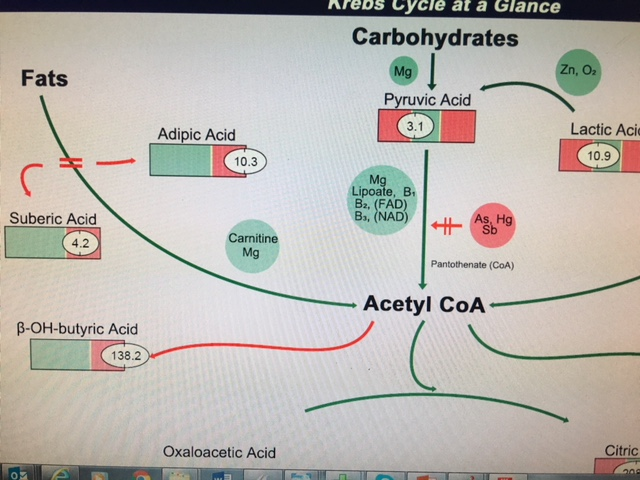 Krebs Cycle at a Glance
Carbohydrates
Fats
Mg
Zn, O₂
Pyruvic Acid
3.1
Lactic Aci
10.9
Adipic Acid
10.3
Mg
Lipoate, B₁
B₂, (FAD)
B₃, (NAD)
As, Hg
Sb
Suberic Acid
4.2
Carnitine
Mg
Pantothenate (CoA)
Acetyl CoA
β-OH-butyric Acid
138.2
Oxaloacetic Acid
Citric